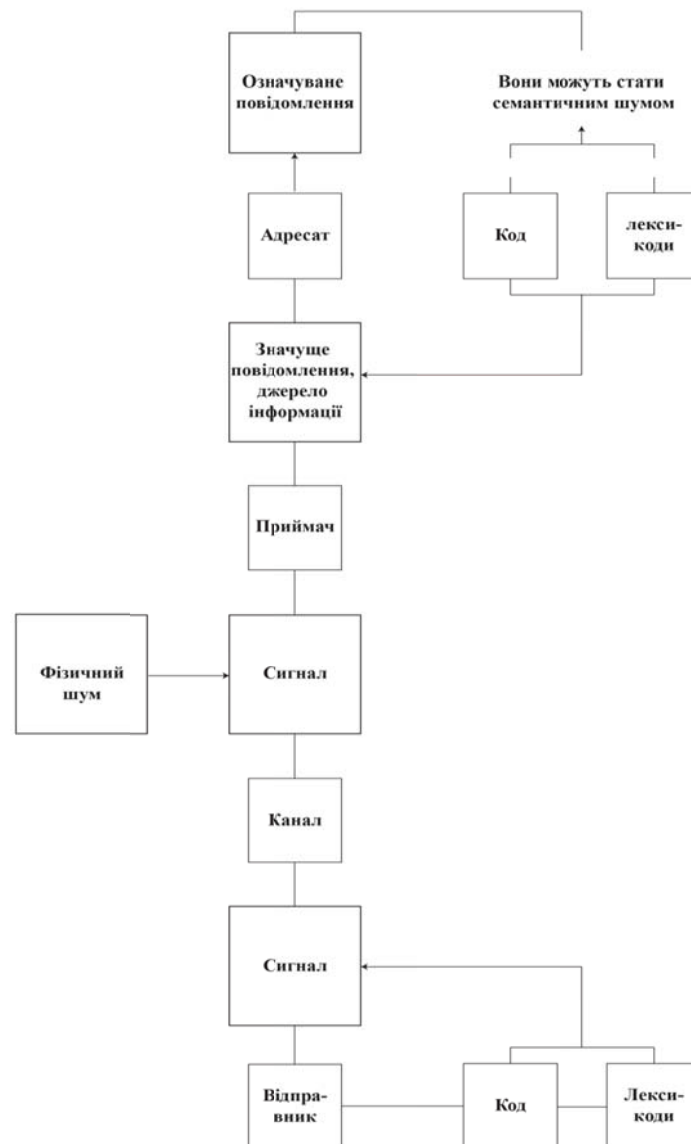 Означуване
повідомлення
Вони можуть стати
семантичним шумом
Адресат
Код
лекси-
коди
Значуще
повідомлення,
джерело
інформації
Приймач
Фізичний
шум
Сигнал
Канал
Сигнал
Відпра-
вник
Код
Лекси-
коди